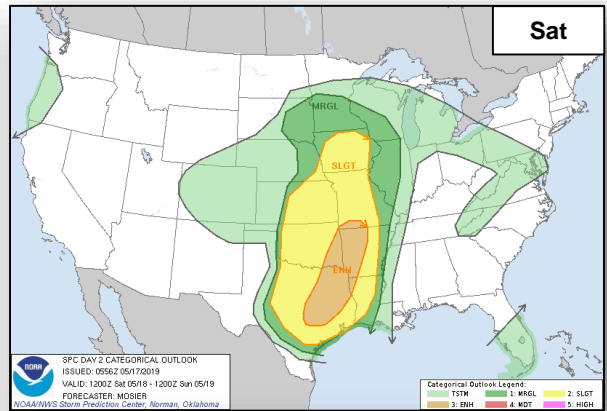 Sat
MRGL
SLGT
ENH
NOAA
SPC DAY 2 CATEGORICAL OUTLOOK
ISSUED: 0556Z 05/17/2019
VALID: 1200Z Sat 05/18 - 1200Z Sun 05/19
FORECASTER: MOSIER
NOAA/NWS Storm Prediction Center, Norman, Oklahoma
Categorical Outlook Legend:
TSTM 1: MRGL 2: SLGT
3: ENH 4: MDT 5: HIGH